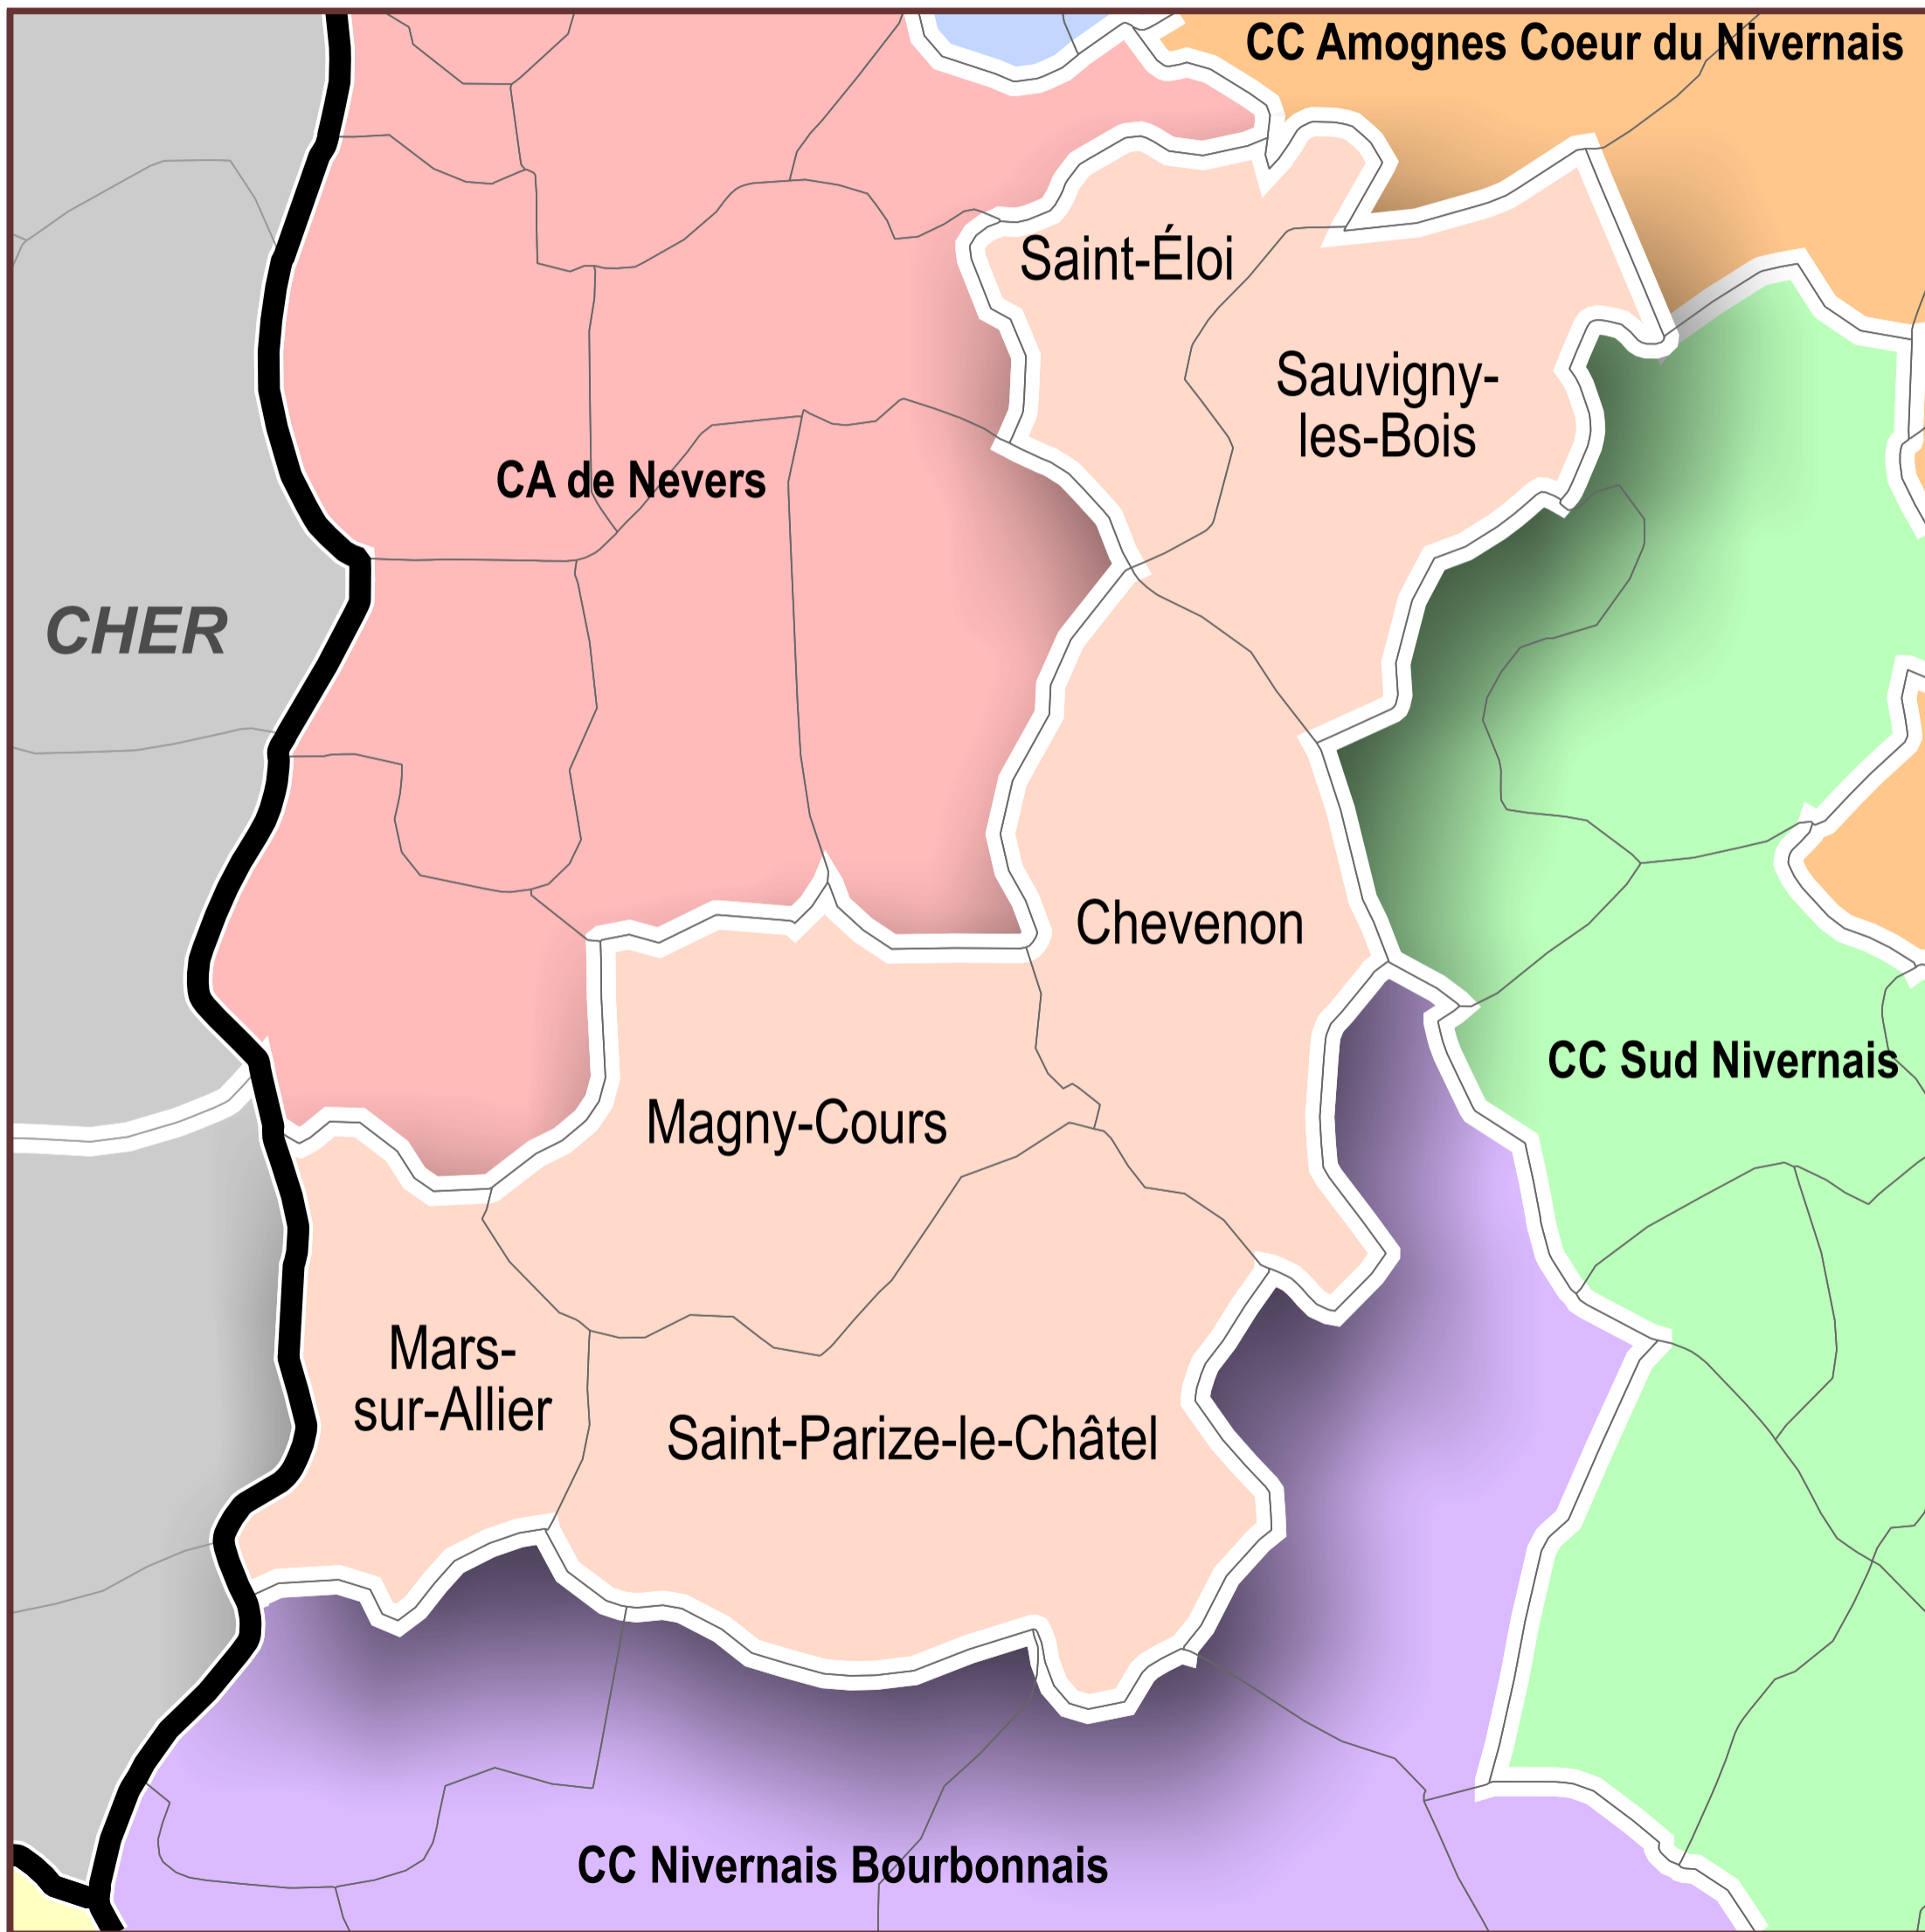 CC Amognes Coeur du Nivernais
Saint-Éloi
Sauvigny-
les-Bois
CA de Nevers
CHER
Chevenon
CC Sud Nivernais
Magny-Cours
Mars-
sur-Allier
Saint-Parize-le-Châtel
CC Nivernais Bourbonnais